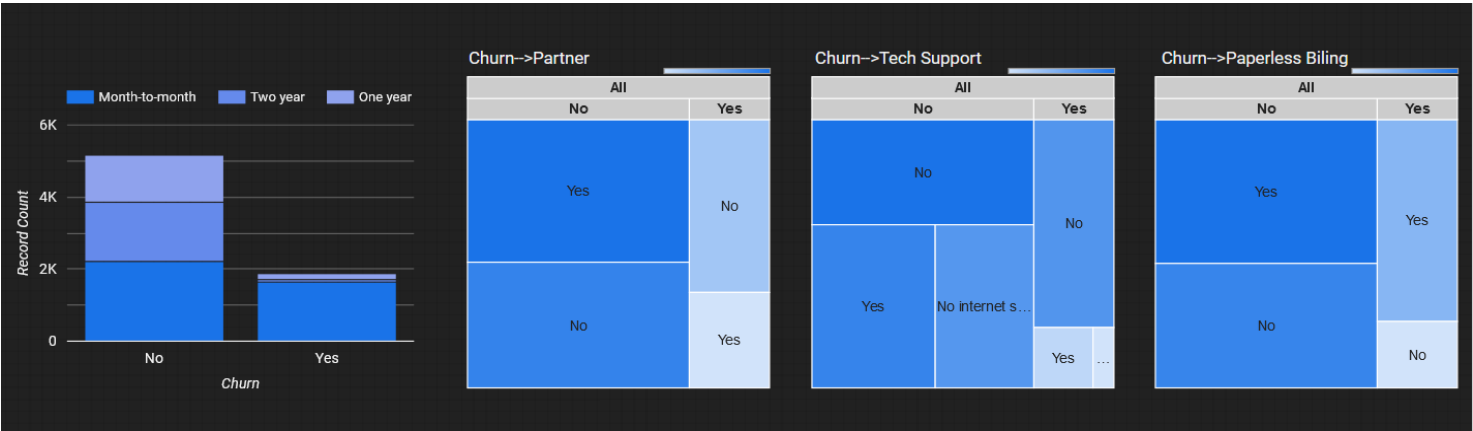 Month-to-month
Two year
One year
6K
4K
2K
0
Record Count
No
Yes
Churn
Churn-->Partner
All
No
Yes
Yes
No
No
Yes
Churn-->Tech Support
All
No
Yes
No
No
Yes
No internet s...
Yes
...
Churn-->Paperless Biling
All
No
Yes
Yes
Yes
No
No